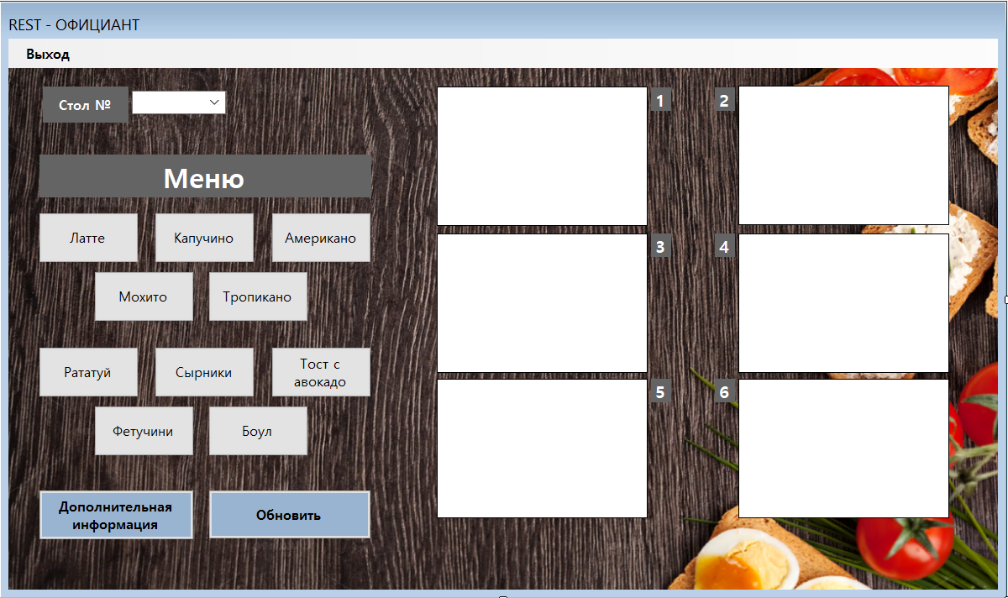 REST - ОФИЦИАНТ
Выход
Стол №
Меню
Латте
Капучино
Американо
Мохито
Тропикано
Рататуй
Сырники
Тост с
авокадо
Фетучини
Боул
Дополнительная
информация
Обновить
1
2
3
4
5
6